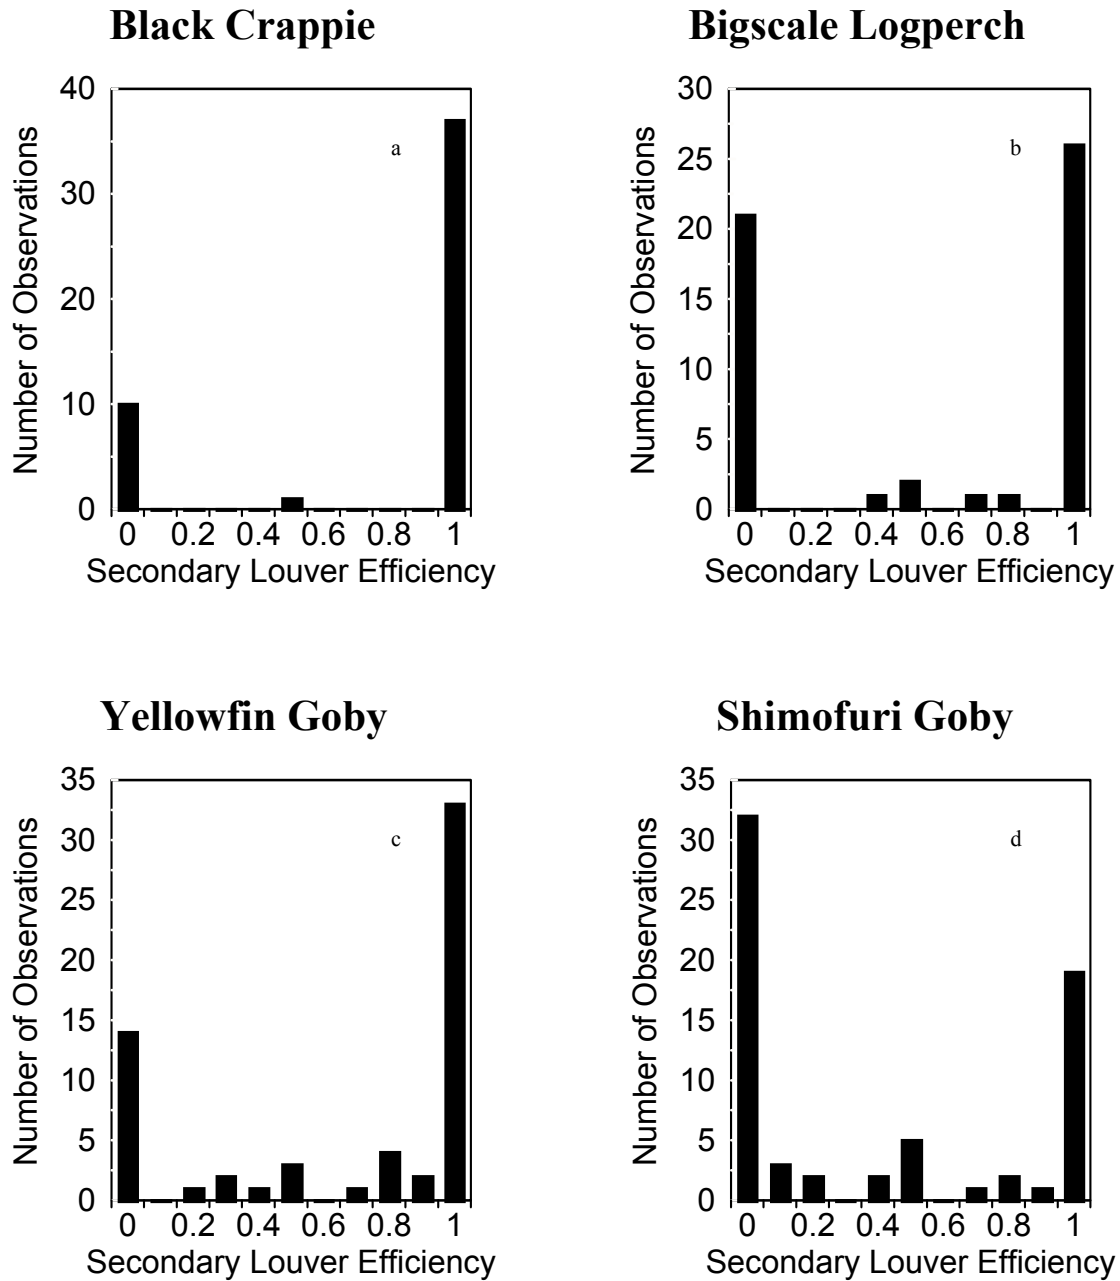 Black Crappie
40
30
20
10
0
Number of Observations
a
0 0.2 0.4 0.6 0.8 1
Secondary Louver Efficiency
Bigscale Logperch
30
25
20
15
10
5
0
Number of Observations
b
0 0.2 0.4 0.6 0.8 1
Secondary Louver Efficiency
Yellowfin Goby
35
30
25
20
15
10
5
0
Number of Observations
c
0 0.2 0.4 0.6 0.8 1
Secondary Louver Efficiency
Shimofuri Goby
35
30
25
20
15
10
5
0
Number of Observations
d
0 0.2 0.4 0.6 0.8 1
Secondary Louver Efficiency